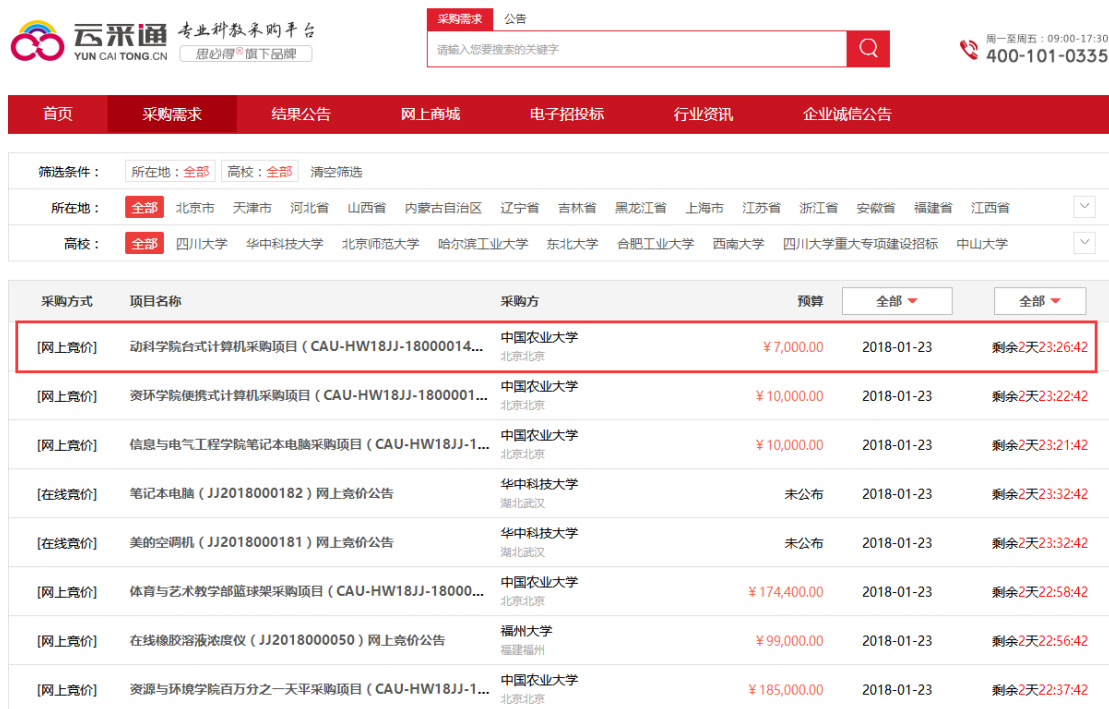 云采通
YUN CAI TONG.CN
专业科教采购平台
思必得®旗下品牌
采购需求 公告
请输入您要搜索的关键字
周一至周五：09:00-17:30
400-101-0335
首页 采购需求 结果公告 网上商城 电子招投标 行业资讯 企业诚信公告
筛选条件： 所在地：全部 高校：全部 清空筛选
所在地： 全部 北京市 天津市 河北省 山西省 内蒙古自治区 辽宁省 吉林省 黑龙江省 上海市 江苏省 浙江省 安徽省 福建省 江西省
高校： 全部 四川大学 华中科技大学 北京师范大学 哈尔滨工业大学 东北大学 合肥工业大学 西南大学 四川大学重大专项建设招标 中山大学
采购方式 项目名称 采购方 预算 全部 全部
[网上竞价] 动科学院台式计算机采购项目（CAU-HW18JJ-18000014... 中国农业大学 ￥7,000.00 2018-01-23 剩余2天23:26:42
北京北京
[网上竞价] 资环学院便携式计算机采购项目（CAU-HW18JJ-1800001... 中国农业大学 ￥10,000.00 2018-01-23 剩余2天23:22:42
北京北京
[网上竞价] 信息与电气工程学院笔记本电脑采购项目（CAU-HW18JJ-1... 中国农业大学 ￥10,000.00 2018-01-23 剩余2天23:21:42
北京北京
[在线竞价] 笔记本电脑（JJ2018000182）网上竞价公告 华中科技大学 未公布 2018-01-23 剩余2天23:32:42
湖北武汉
[在线竞价] 美的空调机（JJ2018000181）网上竞价公告 华中科技大学 未公布 2018-01-23 剩余2天23:32:42
湖北武汉
[网上竞价] 体育与艺术教学部篮球架采购项目（CAU-HW18JJ-18000... 中国农业大学 ￥174,400.00 2018-01-23 剩余2天22:58:42
北京北京
[网上竞价] 在线橡胶溶液浓度仪（JJ2018000050）网上竞价公告 福州大学 ￥99,000.00 2018-01-23 剩余2天22:56:42
福建福州
[网上竞价] 资源与环境学院百万分之一天平采购项目（CAU-HW18JJ-1... 中国农业大学 ￥185,000.00 2018-01-23 剩余2天22:37:42
北京北京